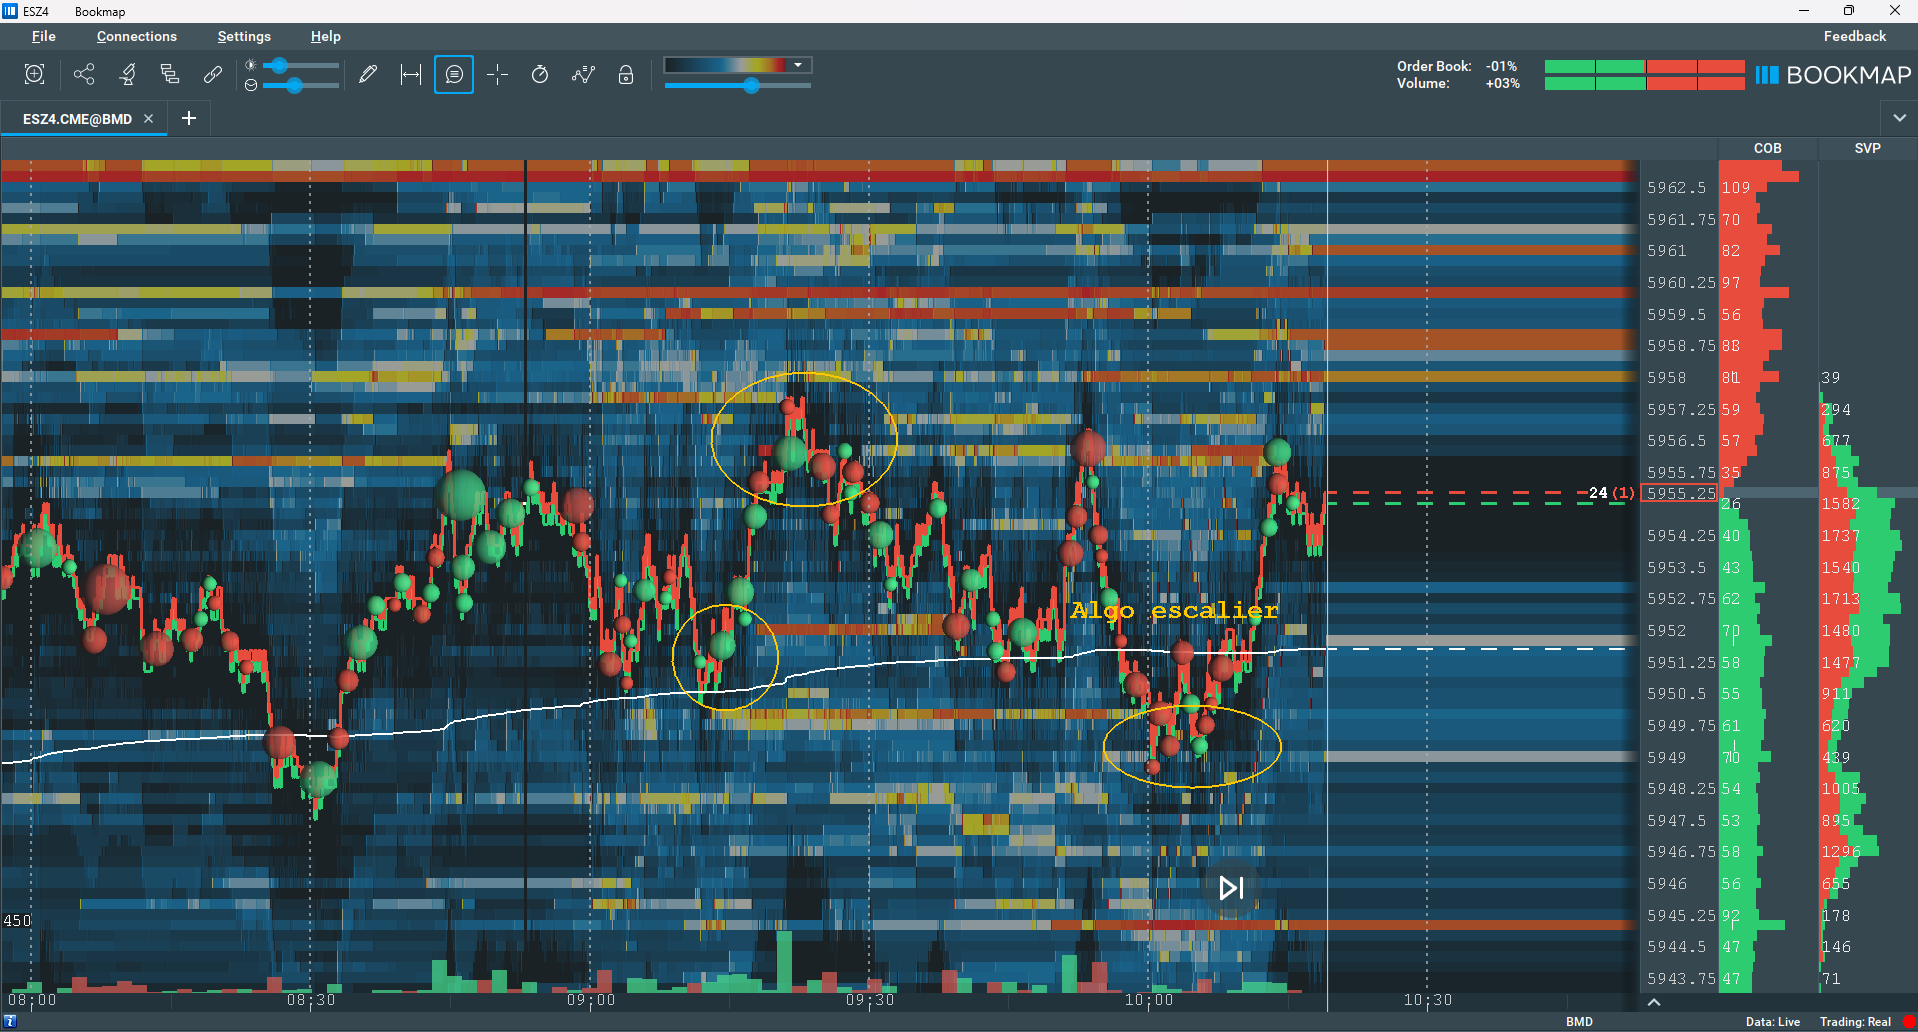 ESZ4 Bookmap
File Connections Settings Help Feedback
Order Book: -01%
Volume: +03%
BOOKMAP
ESZ4.CME@BMD
COB SVP
5962.5 109
5961.75 70
5961 82
5960.25 97
5959.5 56
5958.75 88
5958 81 39
5957.25 59 294
5956.5 57 677
5955.75 35 875
24 (1) 5955.25
26 1582
5954.25 40 1737
5953.5 43 1540
5952.75 62 1713
Algo escalier
5952 70 1480
5951.25 58 1477
5950.5 55 911
5949.75 61 620
5949 70 439
5948.25 54 1005
5947.5 53 895
5946.75 58 1296
5946 56 655
5945.25 92 178
450
5944.5 47 146
5943.75 47 71
08:00 08:30 09:00 09:30 10:00 10:30
BMD Data: Live Trading: Real